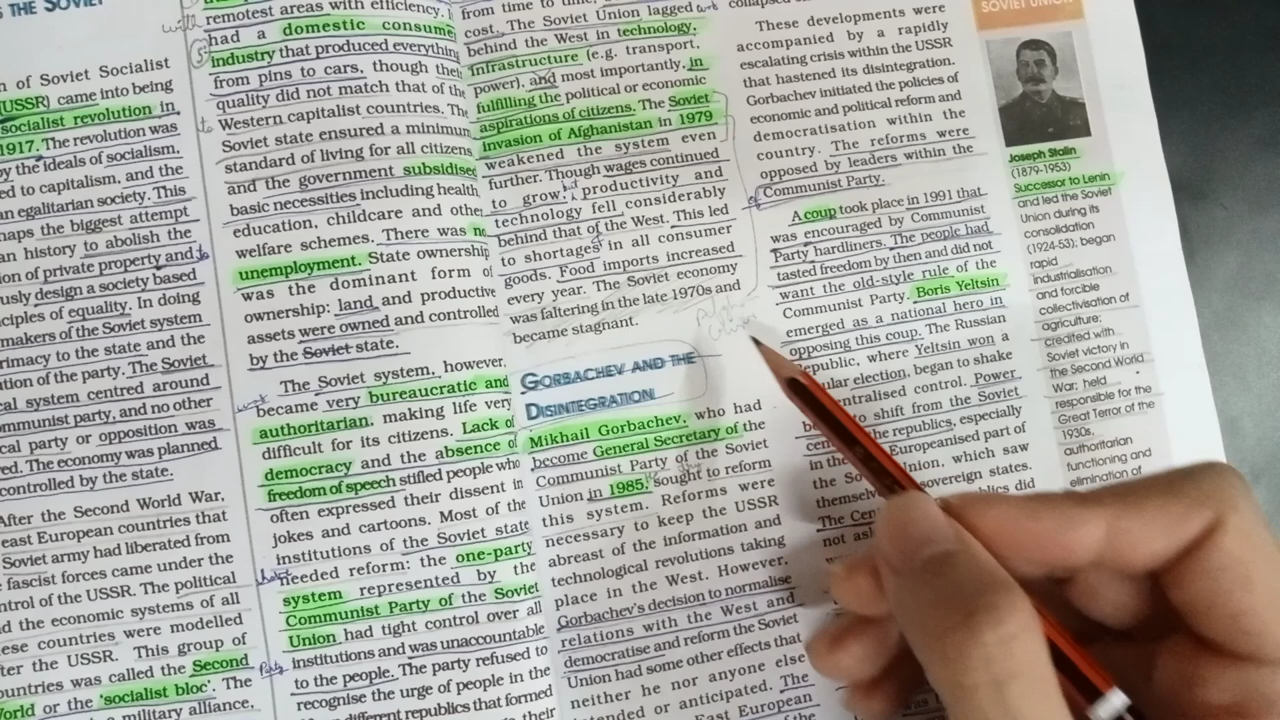 S THE SOVIET
n of Soviet Socialist
(USSR) came into being
socialist revolution in
1917. The revolution was
by the ideals of socialism,
ed to capitalism, and the
an egalitarian society. This
haps the biggest attempt
an history to abolish the
ion of private property and
usly design a society based
ciples of equality. In doing
makers of the Soviet system
rimacy to the state and the
ution of the party. The Soviet
cal system centred around
mmunist party, and no other
cal party or opposition was
ed. The economy was planned
controlled by the state.
After the Second World War,
east European countries that
Soviet army had liberated from
fascist forces came under the
ntrol of the USSR. The political
d the economic systems of all
ese countries were modelled
ter the USSR. This group of
ountries was called the Second
World or the 'socialist bloc'. The
a military alliance,
with
5
to
remotest areas with efficiency. I
had a domestic consume
industry that produced everything
from pins to cars, though thei
quality did not match that of the
Western capitalist countries. Th
Soviet state ensured a minimum
standard of living for all citizens
and the government subsidised
basic necessities including health,
education, childcare and othe
welfare schemes. There was no
unemployment. State ownership
was the dominant form of
ownership: land and productive
assets were owned and controlled
by the Soviet state.
The Soviet system, however,
became very bureaucratic and
authoritarian, making life very
difficult for its citizens. Lack of
democracy and the absence of
freedom of speech stifled people who
often expressed their dissent in
jokes and cartoons. Most of the
institutions of the Soviet state
needed reform: the one-party
system represented by the
Communist Party of the Soviet
Union had tight control over all
institutions and was unaccountable
to the people. The party refused to
recognise the urge of people in the
different republics that formed
their
Party
from time to time,
cost. The Soviet Union lagged
behind the West in technology,
infrastructure (e.g. transport,
power), and most importantly, in
fulfilling the political or economic
aspirations of citizens. The Soviet
invasion of Afghanistan in 1979
weakened the system even
further. Though wages continued
to grow, productivity and
technology fell considerably
behind that of the West. This led
to shortages in all consumer
goods. Food imports increased
every year. The Soviet economy
was faltering in the late 1970s and
became stagnant.
but
GORBACHEV AND THE
DISINTEGRATION
Mikhail Gorbachev, who had
become General Secretary of the
Communist Party of the Soviet
Union in 1985, sought to reform
this system. Reforms were
necessary to keep the USSR
abreast of the information and
technological revolutions taking
place in the West. However,
Gorbachev's decision to normalise
relations with the West and
democratise and reform the Soviet
Union had some other effects that
neither he nor anyone else
ntended or anticipated. The
East European
of the
collapsed
These developments were
accompanied by a rapidly
escalating crisis within the USSR
that hastened its disintegration.
Gorbachev initiated the policies of
economic and political reform and
democratisation within the
country. The reforms were
opposed by leaders within the
Communist Party.
A coup took place in 1991 that
was encouraged by Communist
Party hardliners. The people had
tasted freedom by then and did not
want the old-style rule of the
Communist Party. Boris Yeltsin
emerged as a national hero in
opposing this coup. The Russian
epublic, where Yeltsin won a
ular election, began to shake
entralised control. Power
to shift from the Soviet
cen the republics, especially
in the Europeanised part of
the So nion, which saw
themse sovereign states.
The Cen blics did
not as
SOVIET UNION
Joseph Stalin
(1879-1953)
Successor to Lenin
and led the Soviet
Union during its
consolidation
(1924-53); began
rapid
industrialisation
and forcible
collectivisation of
agriculture;
credited with
Soviet victory in
the Second World
War; held
responsible for the
Great Terror of the
1930s,
authoritarian
functioning and
elimination of